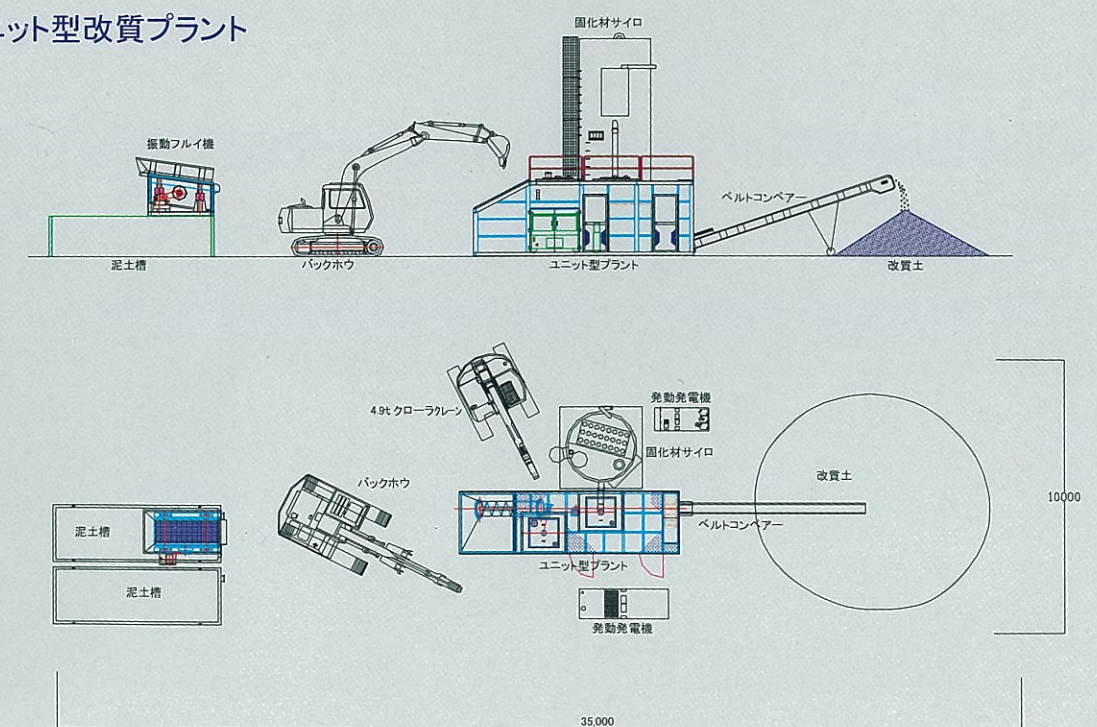 ニット型改質プラント
固化材サイロ
振動フルイ機
ベルトコンベアー
泥土槽
バックホウ
ユニット型プラント
改質土
4.9t クローラクレーン
発動発電機
固化材サイロ
バックホウ
改質土
10000
泥土槽
ベルトコンベアー
ユニット型プラント
泥土槽
発動発電機
35,000